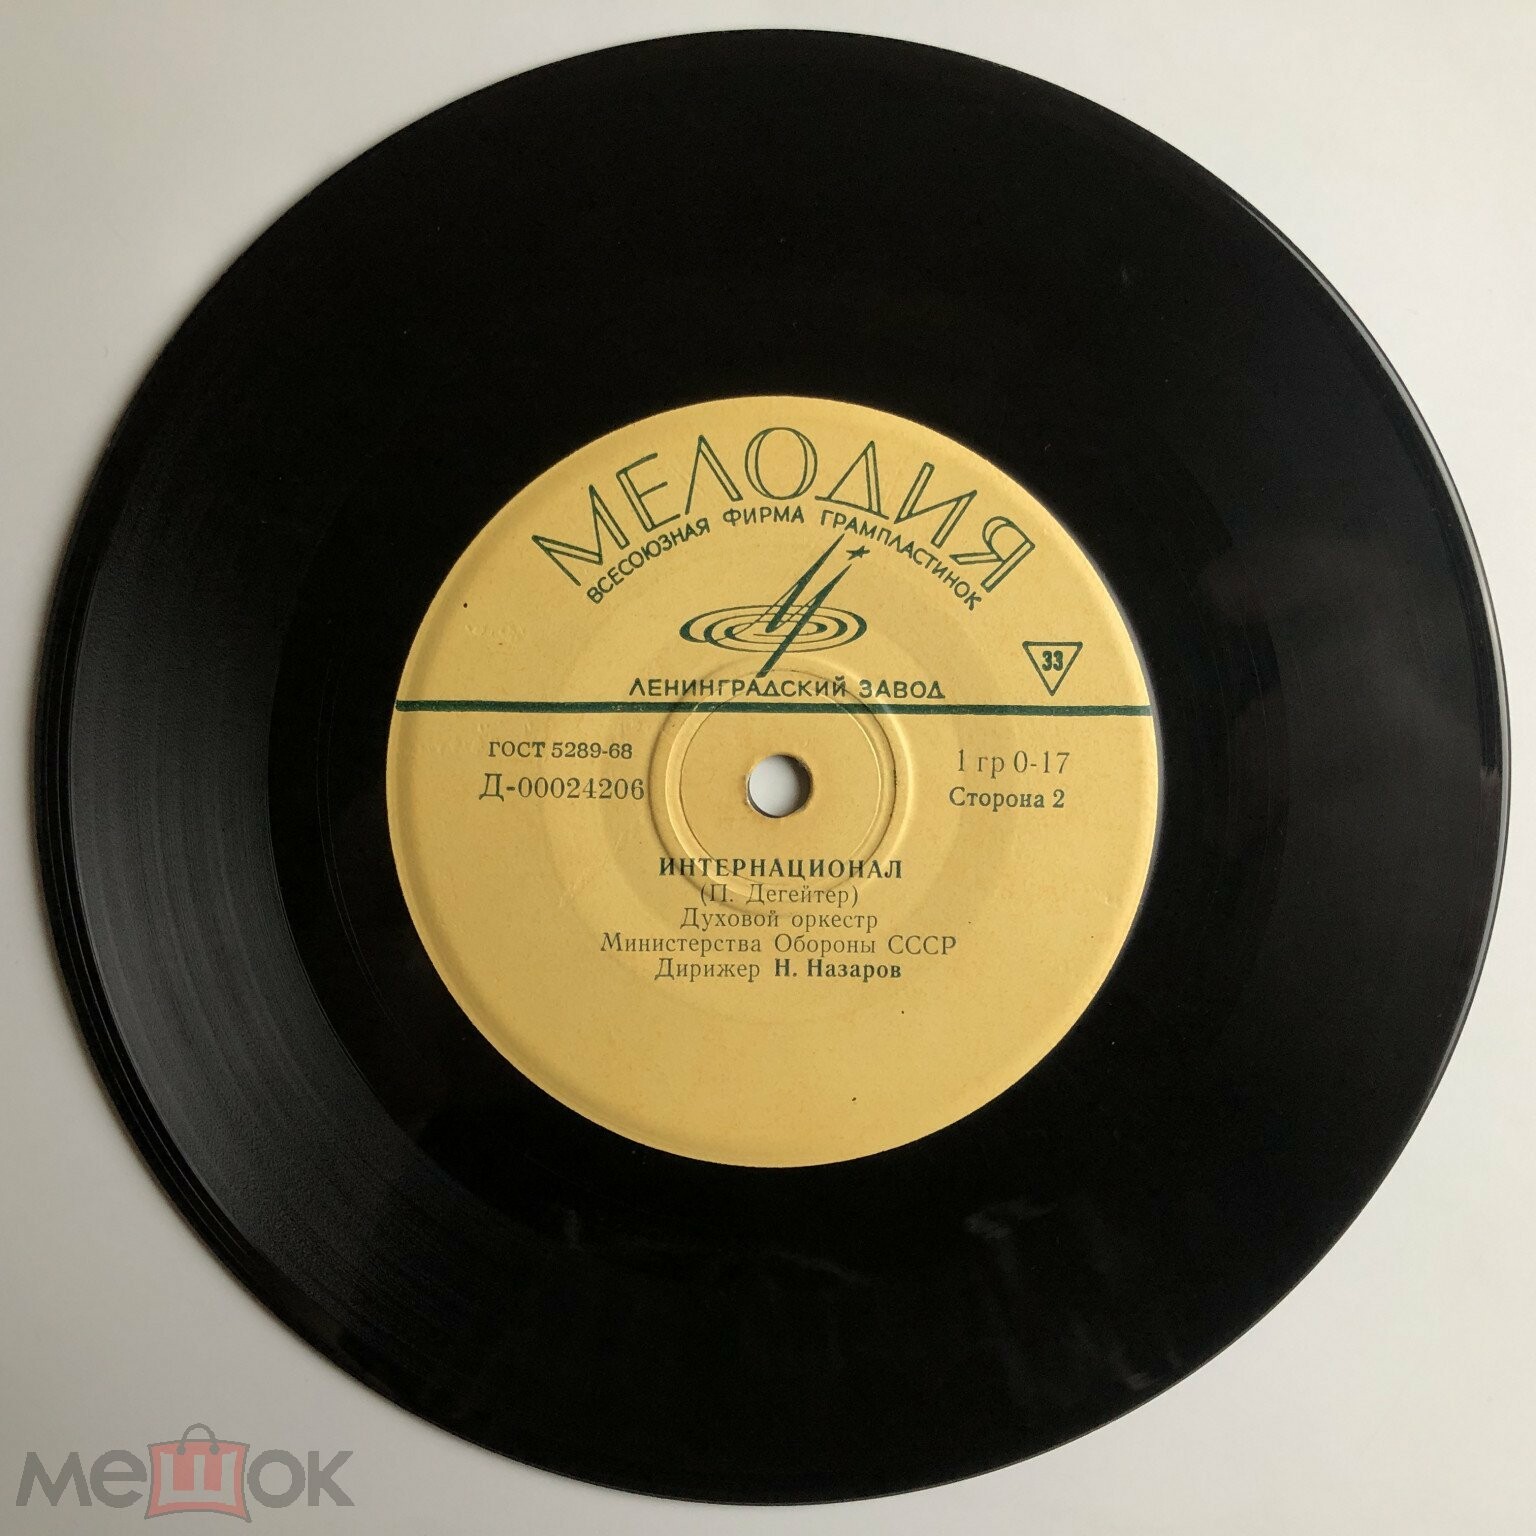 МЕЛОДИЯ
ВСЕСОЮЗНАЯ ФИРМА ГРАМПЛАСТИНОК
33
ЛЕНИНГРАДСКИЙ ЗАВОД
ГОСТ 5289-68
Д-00024206
1 гр 0-17
Сторона 2
ИНТЕРНАЦИОНАЛ
(П. Дегейтер)
Духовой оркестр
Министерства Обороны СССР
Дирижер Н. Назаров
мешок